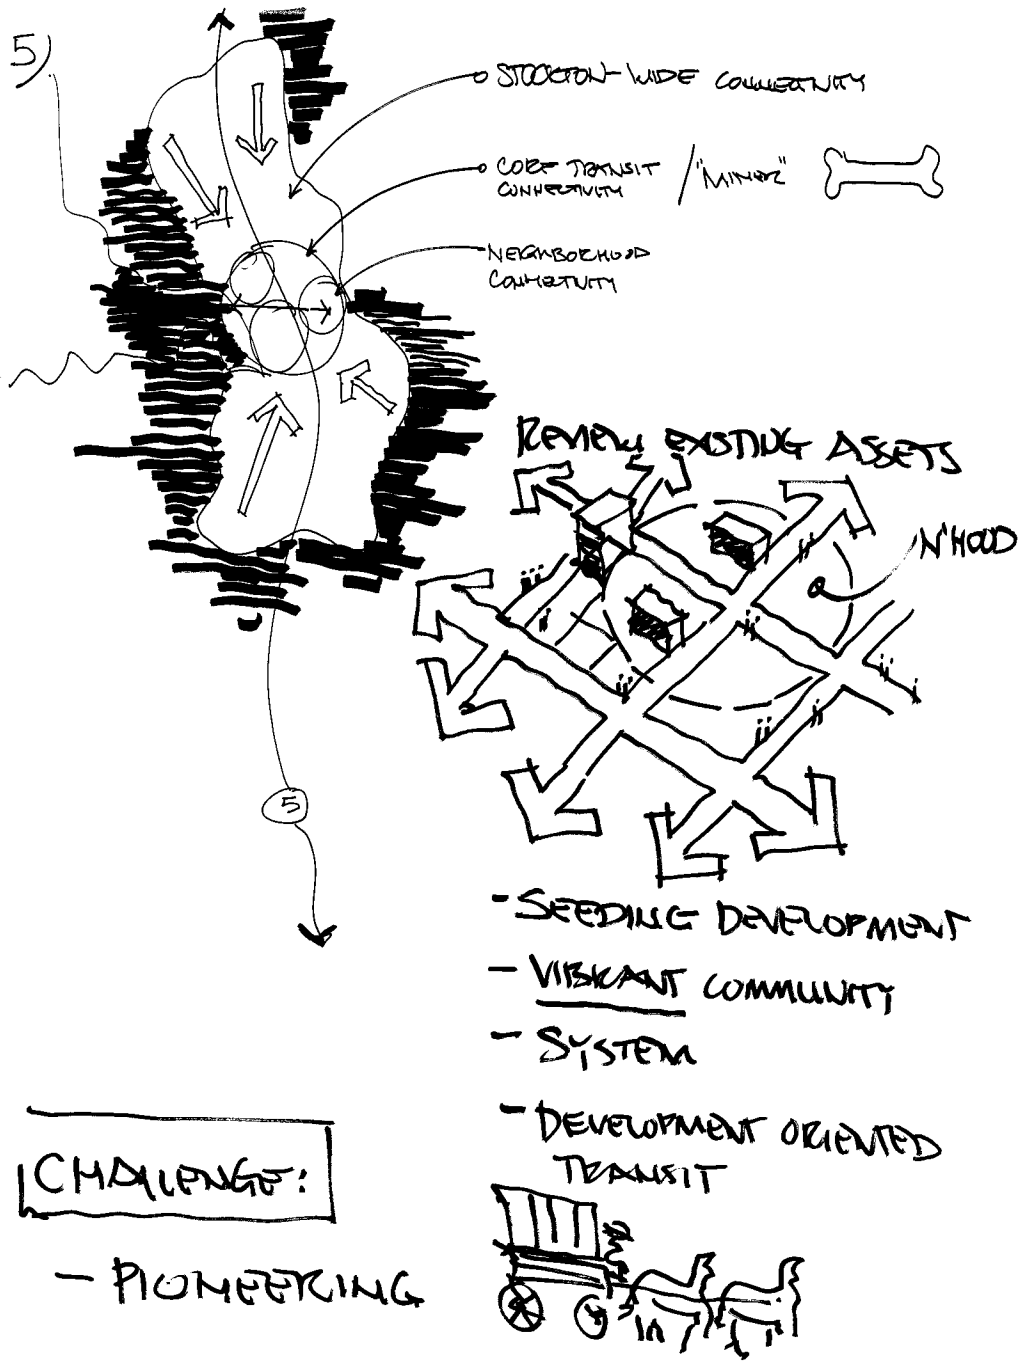 5)
STOCKTON-WIDE CONNECTIVITY
CORE TRANSIT / "MINOR"
CONNECTIVITY
NEIGHBORHOOD
CONNECTIVITY
REVIEW EXISTING ASSETS
N'HOOD
5
- SEEDING DEVELOPMENT
- VIBRANT COMMUNITY
- SYSTEM
- DEVELOPMENT ORIENTED
TRANSIT
CHALLENGE:
- PIONEERING